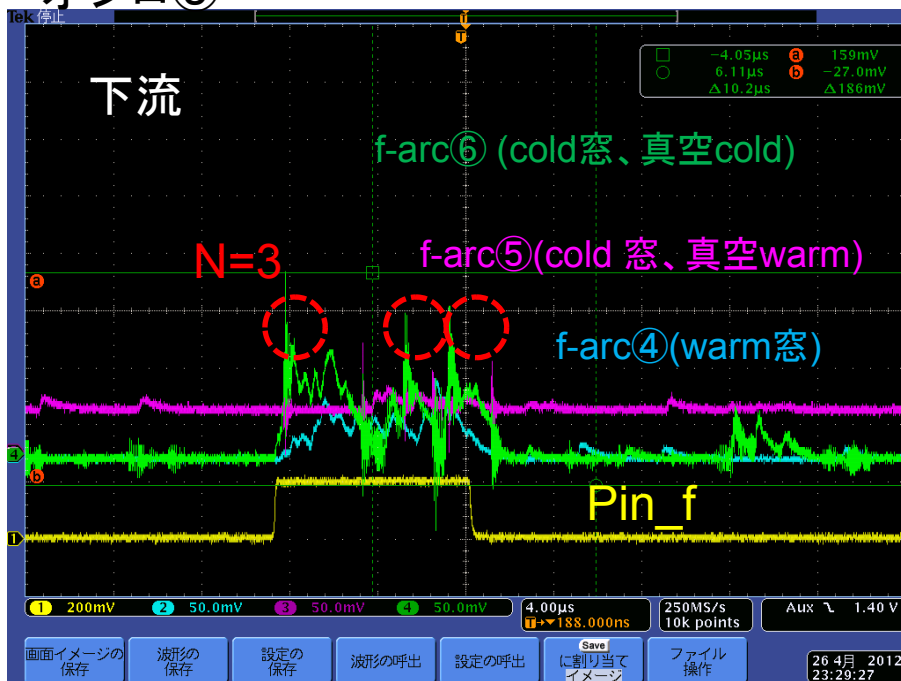 Tek 停止
下流
−4.05µs ⓐ 159mV
6.11µs ⓑ −27.0mV
Δ10.2µs Δ186mV
f-arc⑥ (cold窓、真空cold)
N=3
f-arc⑤(cold 窓、真空warm)
f-arc④(warm窓)
Pin_f
1 200mV 2 50.0mV 3 50.0mV 4 50.0mV
4.00µs
T→▼188.000ns
250MS/s
10k points
Aux 1.40 V
画面イメージの
保存
波形の
保存
設定の
保存
波形の呼出
設定の呼出
Save
に割り当て
イメージ
ファイル
操作
26 4月 2012
23:29:27